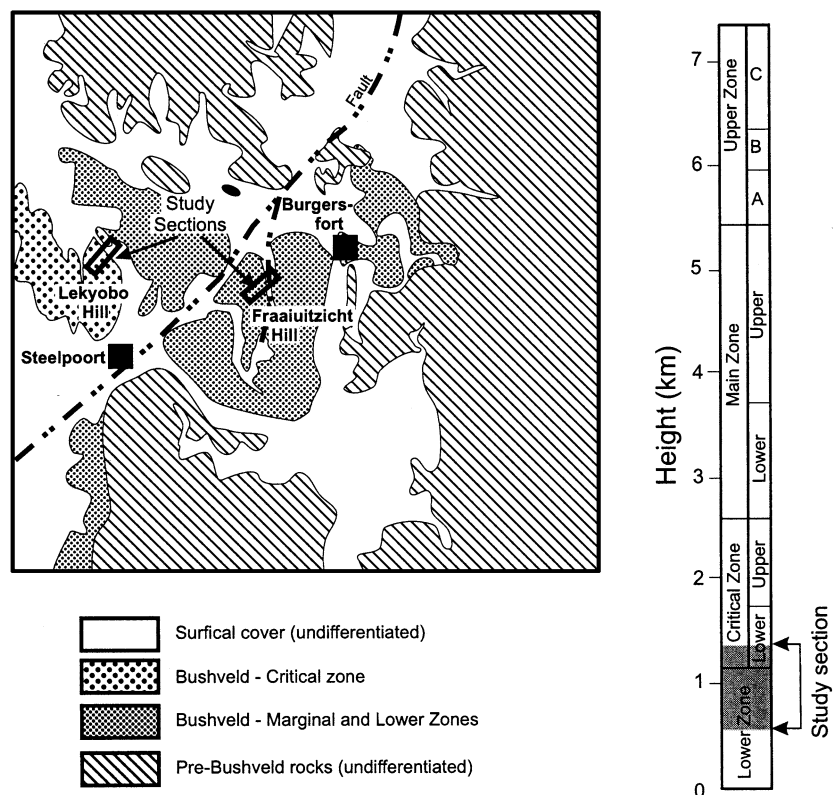 Fault
Study
Sections
Burgers-
fort
Lekyobo
Hill
Fraaiuitzicht
Hill
Steelpoort
Surfical cover (undifferentiated)
Bushveld - Critical zone
Bushveld - Marginal and Lower Zones
Pre-Bushveld rocks (undifferentiated)
Height (km)
7
6
5
4
3
2
1
0
Upper Zone
C
B
A
Main Zone
Upper
Lower
Critical Zone
Upper
Lower
Lower Zone
Study section